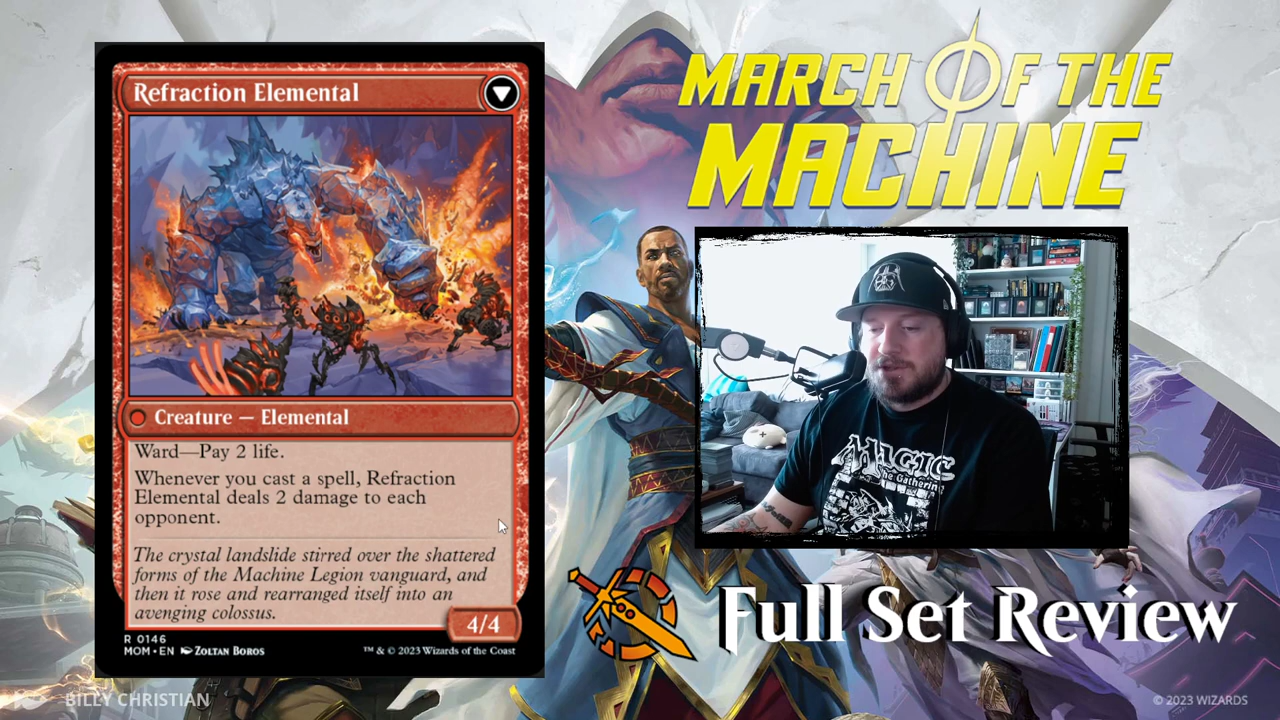 Refraction Elemental
Creature — Elemental
Ward—Pay 2 life.
Whenever you cast a spell, Refraction
Elemental deals 2 damage to each
opponent.
The crystal landslide stirred over the shattered
forms of the Machine Legion vanguard, and
then it rose and rearranged itself into an
avenging colossus.
4/4
R 0146
MOM • EN ZOLTAN BOROS
™ & © 2023 Wizards of the Coast
MARCH OF THE
MACHINE
MAGIC
The Gathering
Full Set Review
BILLY CHRISTIAN
© 2023 WIZARDS